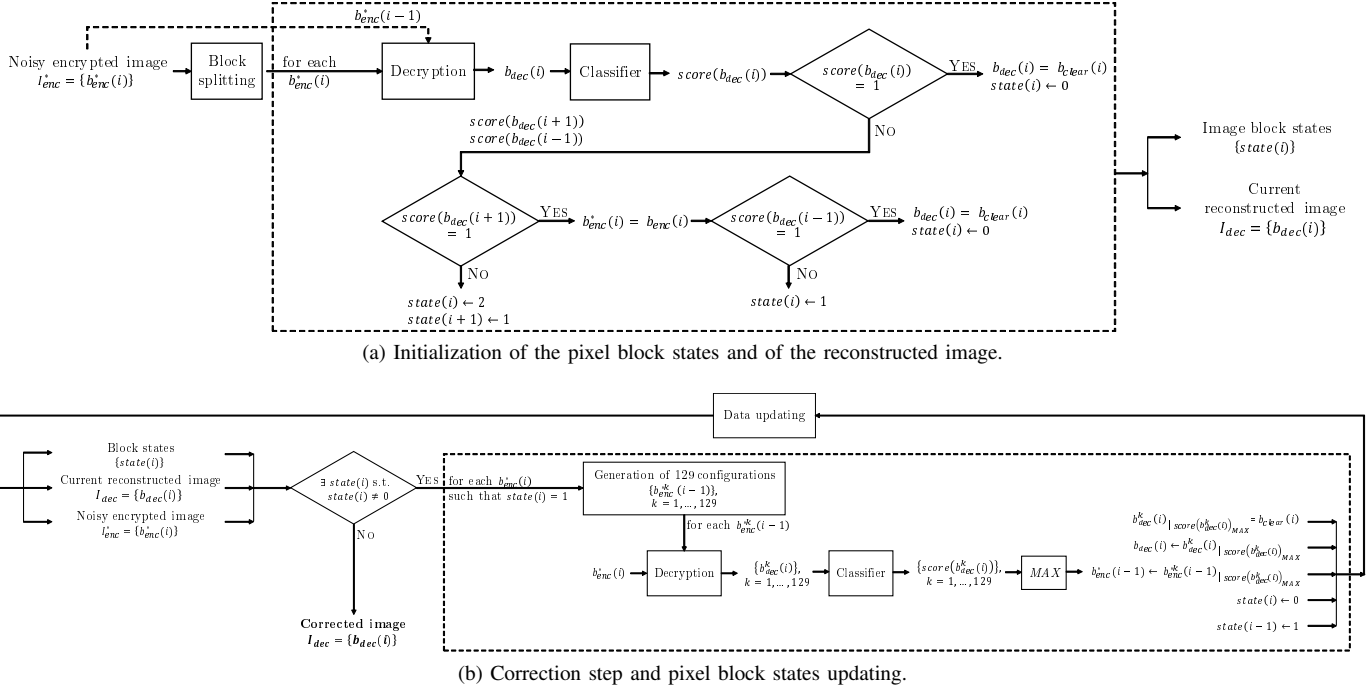 b*enc(i−1)
Noisy encrypted image
I*enc = {b*enc(i)}
Block
splitting
for each
b*enc(i)
Decryption
bdec(i)
Classifier
score(bdec(i))
score(bdec(i))
= 1
YES
bdec(i) = bclear(i)
state(i) ← 0
NO
score(bdec(i+1))
score(bdec(i−1))
score(bdec(i+1))
= 1
YES
b*enc(i) = benc(i)
score(bdec(i−1))
= 1
YES
bdec(i) = bclear(i)
state(i) ← 0
NO
state(i) ← 2
state(i+1) ← 1
NO
state(i) ← 1
Image block states
{state(i)}
Current
reconstructed image
Idec = {bdec(i)}
(a) Initialization of the pixel block states and of the reconstructed image.
Data updating
Block states
{state(i)}
Current reconstructed image
Idec = {bdec(i)}
Noisy encrypted image
I*enc = {b*enc(i)}
∃ state(i) s.t.
state(i) ≠ 0
YES
NO
Corrected image
Idec = {bdec(i)}
for each b*enc(i)
such that state(i) = 1
Generation of 129 configurations
{b*kenc (i−1)},
k = 1, … , 129
for each b*kenc(i−1)
b*enc(i)
Decryption
{bkdec(i)},
k = 1, … , 129
Classifier
{score(bkdec(i))},
k = 1, … , 129
MAX
bkdec(i)|score(bkdec(i))MAX = bclear(i)
bdec(i) ← bkdec(i)|score(bkdec(i))MAX
b*enc(i−1) ← b*kenc(i−1)|score(bkdec(i))MAX
state(i) ← 0
state(i−1) ← 1
(b) Correction step and pixel block states updating.